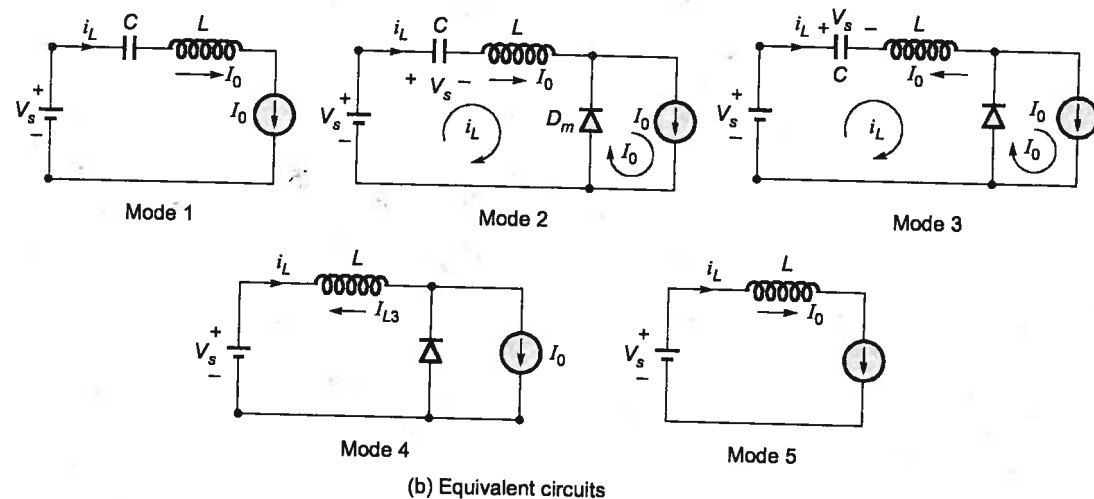 i_L C L
I_0
+
V_s
−
I_0
Mode 1
i_L C L
+ V_s − I_0
+
V_s
−
i_L
D_m
I_0
I_0
Mode 2
i_L + V_s − L
C I_0
+
V_s
−
i_L
I_0
I_0
Mode 3
i_L L
I_L3
+
V_s
−
I_0
Mode 4
i_L L
I_0
+
V_s
−
Mode 5
(b) Equivalent circuits